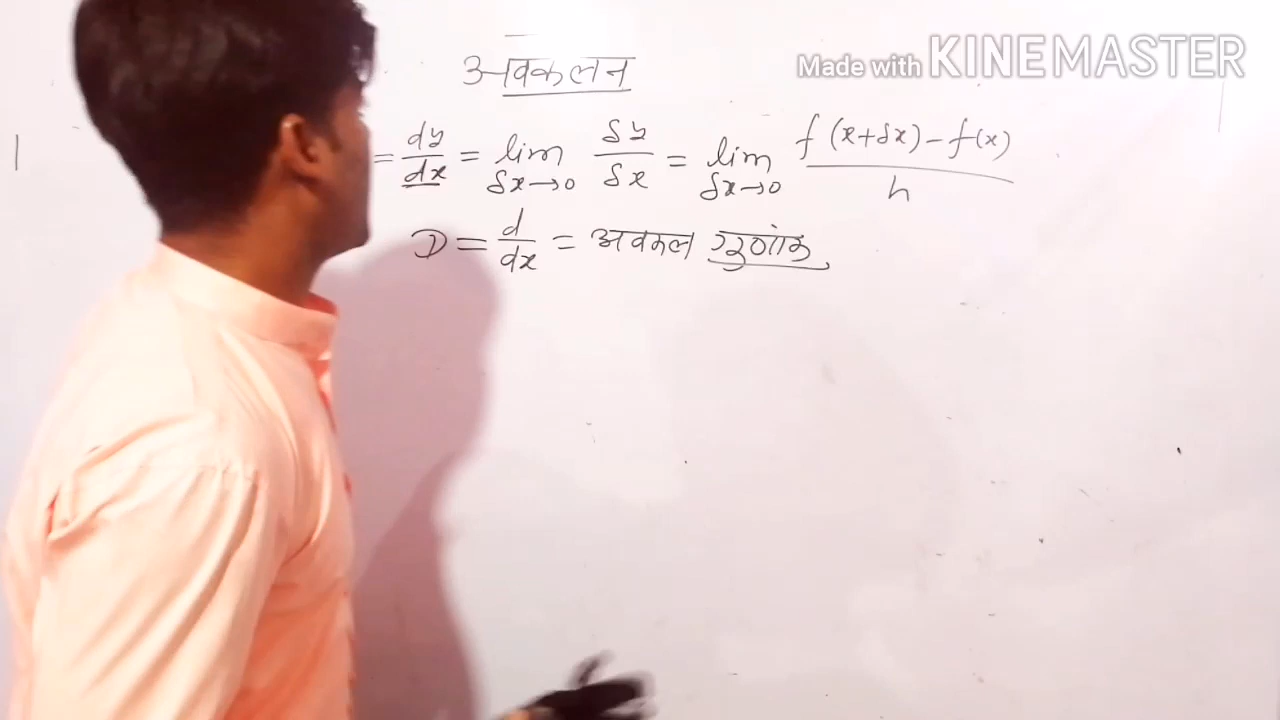 Made with KINEMASTER
अवकलन
= dy/dx = lim δx→0 δy/δx = lim δx→0 f(x+δx)-f(x)/h
D = d/dx = अवकल गुणांक